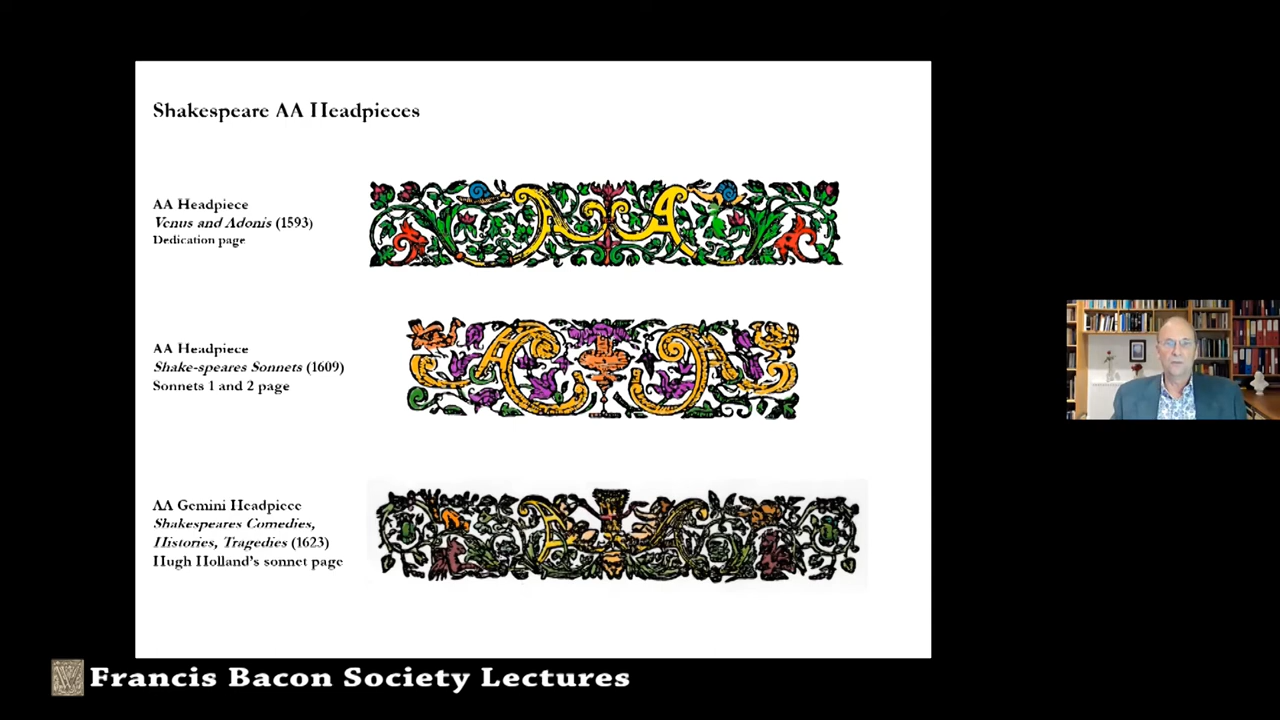 Shakespeare AA Headpieces
AA Headpiece
Venus and Adonis (1593)
Dedication page
AA Headpiece
Shake-speares Sonnets (1609)
Sonnets 1 and 2 page
AA Gemini Headpiece
Shakespeares Comedies,
Histories, Tragedies (1623)
Hugh Holland's sonnet page
Francis Bacon Society Lectures